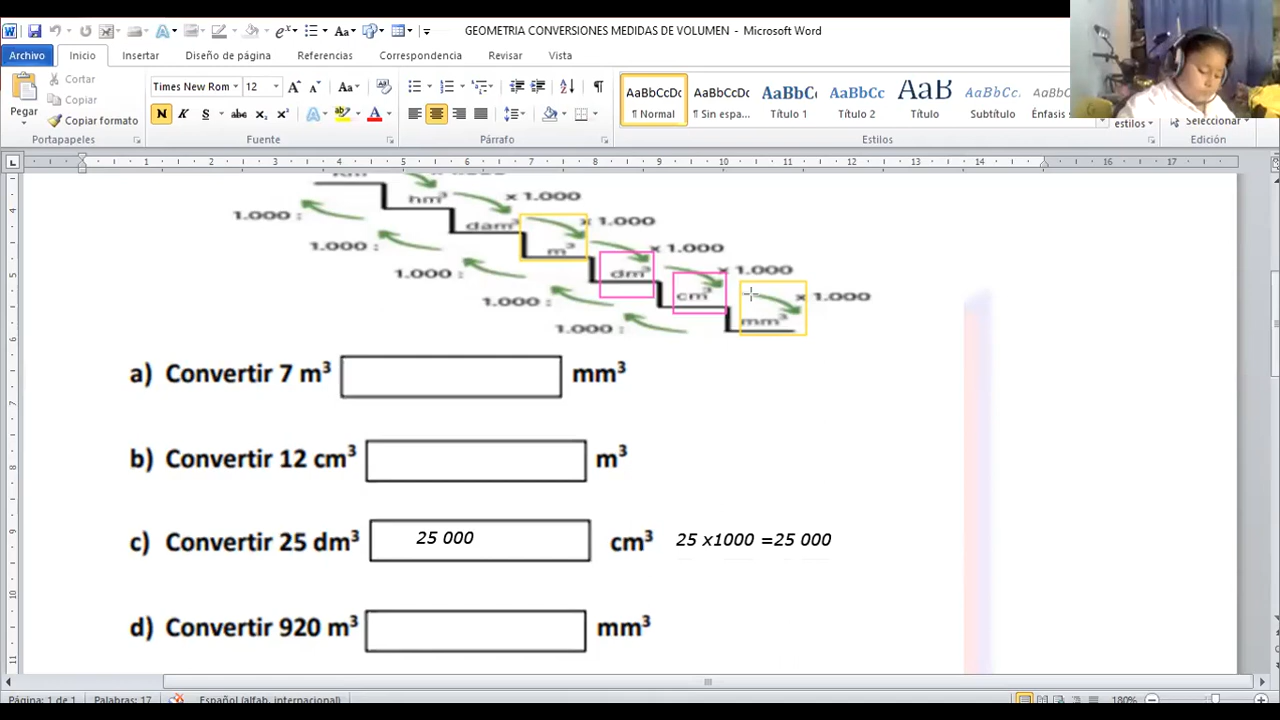 GEOMETRIA CONVERSIONES MEDIDAS DE VOLUMEN - Microsoft Word
Archivo Inicio Insertar Diseño de página Referencias Correspondencia Revisar Vista
Pegar
Cortar
Copiar
Copiar formato
Portapapeles
Times New Rom 12
N K S abc x₂ x²
Fuente
Párrafo
AaBbCcDc ¶ Normal
AaBbCcDc ¶ Sin espa...
AaBbC Título 1
AaBbCc Título 2
AaB Título
AaBbCc. Subtítulo
AaBbCc. Énfasis
estilos
Estilos
Seleccionar
Edición
hm³ x 1.000
1.000 :
dam³ x 1.000
1.000 :
m³ x 1.000
1.000 :
dm³ x 1.000
1.000 :
cm³ x 1.000
1.000 :
mm³
a) Convertir 7 m³ mm³
b) Convertir 12 cm³ m³
c) Convertir 25 dm³ 25 000 cm³ 25 x1000 =25 000
d) Convertir 920 m³ mm³
Página: 1 de 1 Palabras: 17 Español (alfab. internacional) 180%